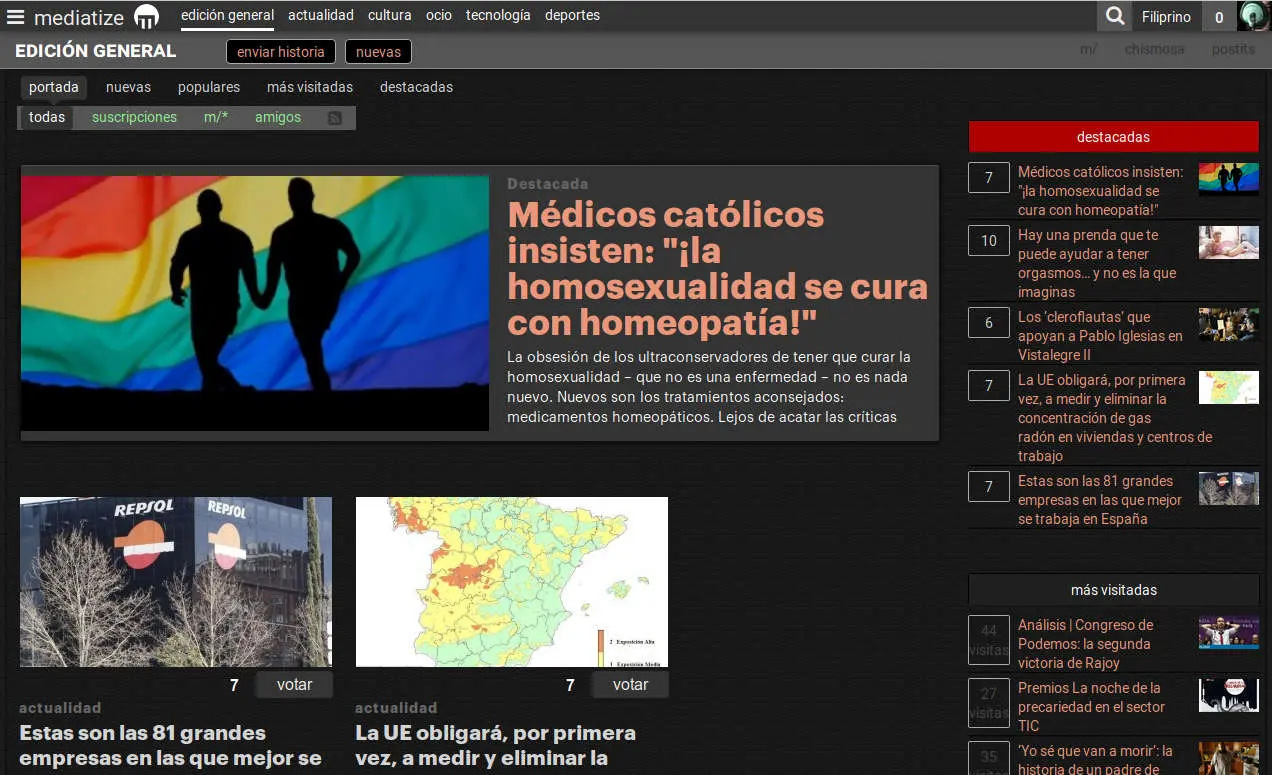 mediatize
edición general actualidad cultura ocio tecnología deportes
Filiprino 0
EDICIÓN GENERAL
enviar historia nuevas
m/ chismosa postits
portada nuevas populares más visitadas destacadas
todas suscripciones m/* amigos
Destacada
Médicos católicos
insisten: "¡la
homosexualidad se cura
con homeopatía!"
La obsesión de los ultraconservadores de tener que curar la
homosexualidad – que no es una enfermedad – no es nada
nuevo. Nuevos son los tratamientos aconsejados:
medicamentos homeopáticos. Lejos de acatar las críticas
REPSOL
REPSOL
7 votar
actualidad
Estas son las 81 grandes
empresas en las que mejor se
2 Exposición Alta
1 Exposición Media
7 votar
actualidad
La UE obligará, por primera
vez, a medir y eliminar la
destacadas
7
Médicos católicos insisten:
"¡la homosexualidad se
cura con homeopatía!"
10
Hay una prenda que te
puede ayudar a tener
orgasmos... y no es la que
imaginas
6
Los 'cleroflautas' que
apoyan a Pablo Iglesias en
Vistalegre II
7
La UE obligará, por primera
vez, a medir y eliminar la
concentración de gas
radón en viviendas y centros de
trabajo
7
Estas son las 81 grandes
empresas en las que mejor
se trabaja en España
más visitadas
44
visitas
Análisis | Congreso de
Podemos: la segunda
victoria de Rajoy
27
visitas
Premios La noche de la
precariedad en el sector
TIC
35
'Yo sé que van a morir': la
historia de un padre de